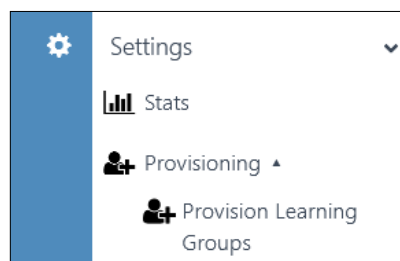 Settings
Stats
Provisioning
Provision Learning
Groups